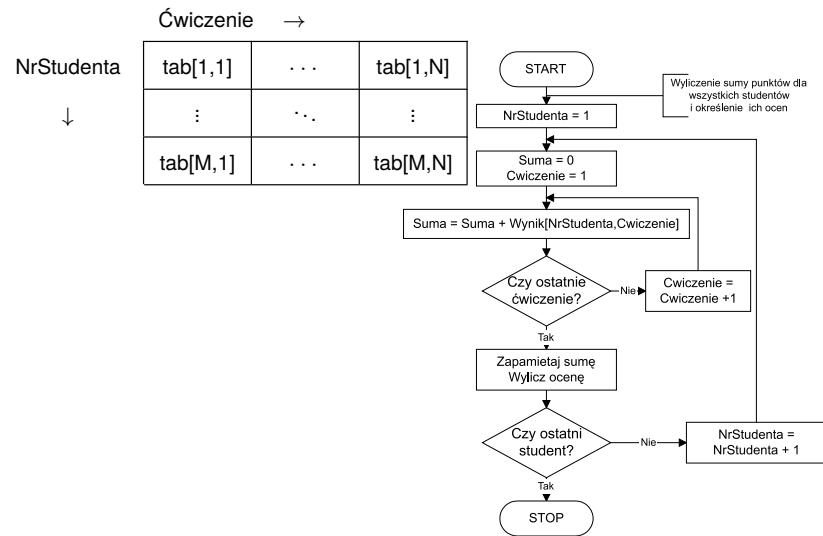 Ćwiczenie →
NrStudenta
↓
tab[1,1] · · · tab[1,N]
⋮ ⋱ ⋮
tab[M,1] · · · tab[M,N]
START
Wyliczenie sumy punktów dla
wszystkich studentów
i określenie ich ocen
NrStudenta = 1
Suma = 0
Cwiczenie = 1
Suma = Suma + Wynik[NrStudenta,Cwiczenie]
Czy ostatnie
ćwiczenie?
Nie
Cwiczenie =
Cwiczenie +1
Tak
Zapamietaj sumę
Wylicz ocenę
Czy ostatni
student?
Nie
NrStudenta =
NrStudenta + 1
Tak
STOP